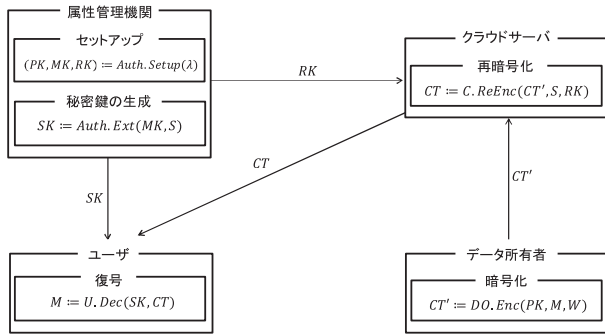 属性管理機関
セットアップ
(PK,MK,RK) ≔ Auth.Setup(λ)
秘密鍵の生成
SK ≔ Auth.Ext(MK,S)
RK
クラウドサーバ
再暗号化
CT ≔ C.ReEnc(CT′,S,RK)
SK
CT
CT′
ユーザ
復号
M ≔ U.Dec(SK,CT)
データ所有者
暗号化
CT′ ≔ DO.Enc(PK,M,W)